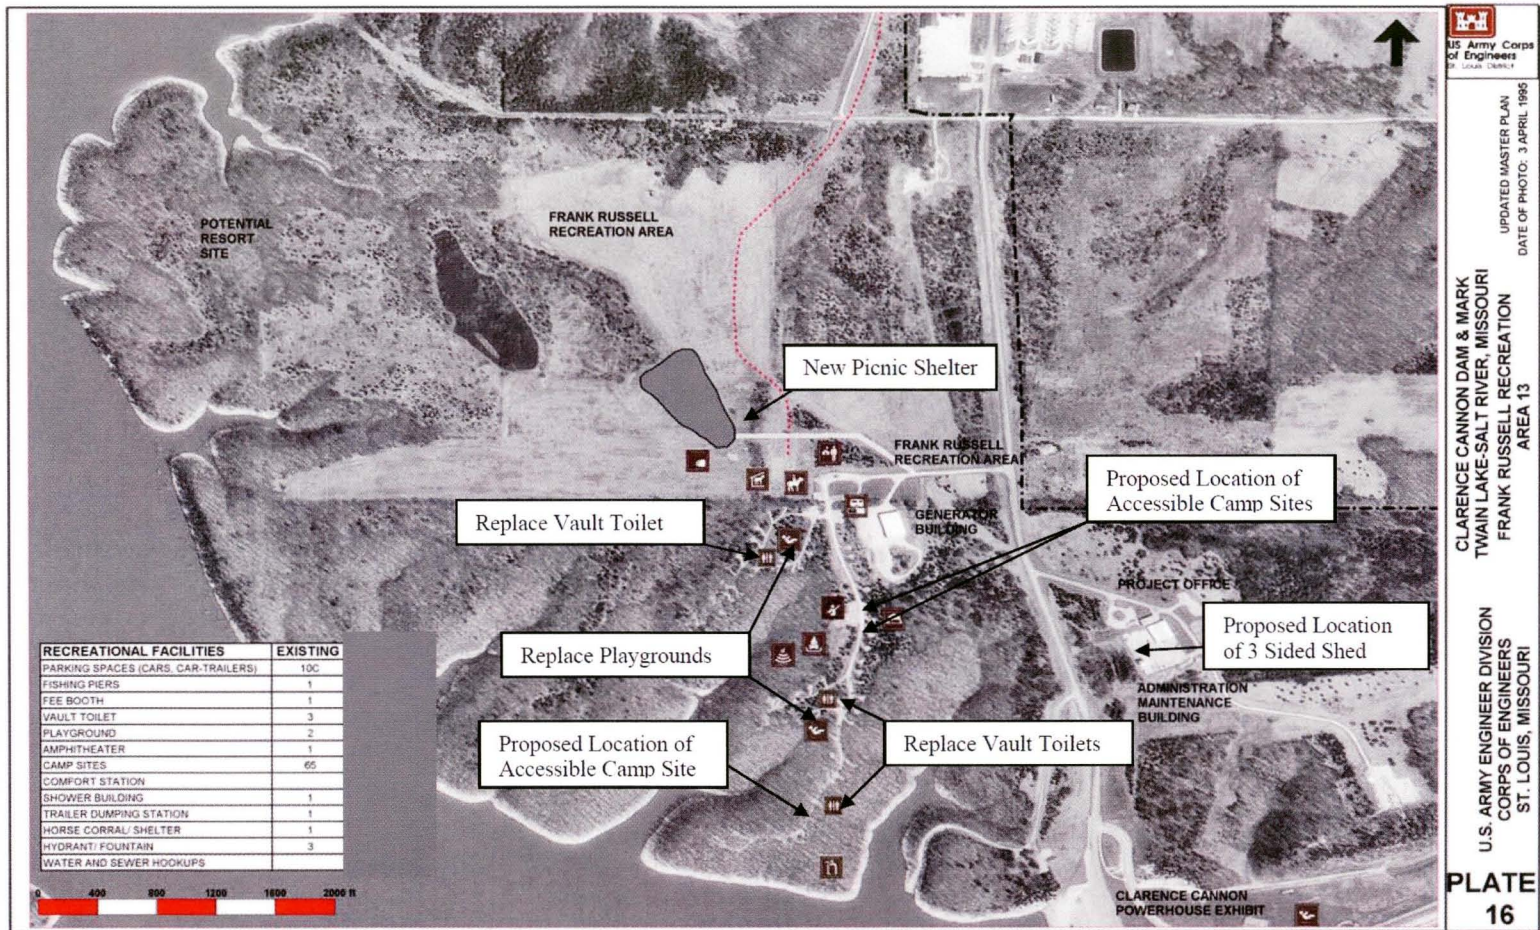 US Army Corps
of Engineers
St. Louis District
POTENTIAL
RESORT
SITE
FRANK RUSSELL
RECREATION AREA
New Picnic Shelter
FRANK RUSSELL
RECREATION AREA
Proposed Location of
Accessible Camp Sites
Replace Vault Toilet
GENERATOR
BUILDING
PROJECT OFFICE
Proposed Location
of 3 Sided Shed
Replace Playgrounds
ADMINISTRATION
MAINTENANCE
BUILDING
Proposed Location of
Accessible Camp Site
Replace Vault Toilets
CLARENCE CANNON
POWERHOUSE EXHIBIT
RECREATIONAL FACILITIES EXISTING
PARKING SPACES (CARS, CAR-TRAILERS) 10C
FISHING PIERS 1
FEE BOOTH 1
VAULT TOILET 3
PLAYGROUND 2
AMPHITHEATER 1
CAMP SITES 65
COMFORT STATION
SHOWER BUILDING 1
TRAILER DUMPING STATION 1
HORSE CORRAL/ SHELTER 1
HYDRANT/ FOUNTAIN 3
WATER AND SEWER HOOKUPS
0 400 800 1200 1600 2000 ft
UPDATED MASTER PLAN
DATE OF PHOTO: 3 APRIL 1995
CLARENCE CANNON DAM & MARK
TWAIN LAKE-SALT RIVER, MISSOURI
FRANK RUSSELL RECREATION
AREA 13
U.S. ARMY ENGINEER DIVISION
CORPS OF ENGINEERS
ST. LOUIS, MISSOURI
PLATE
16